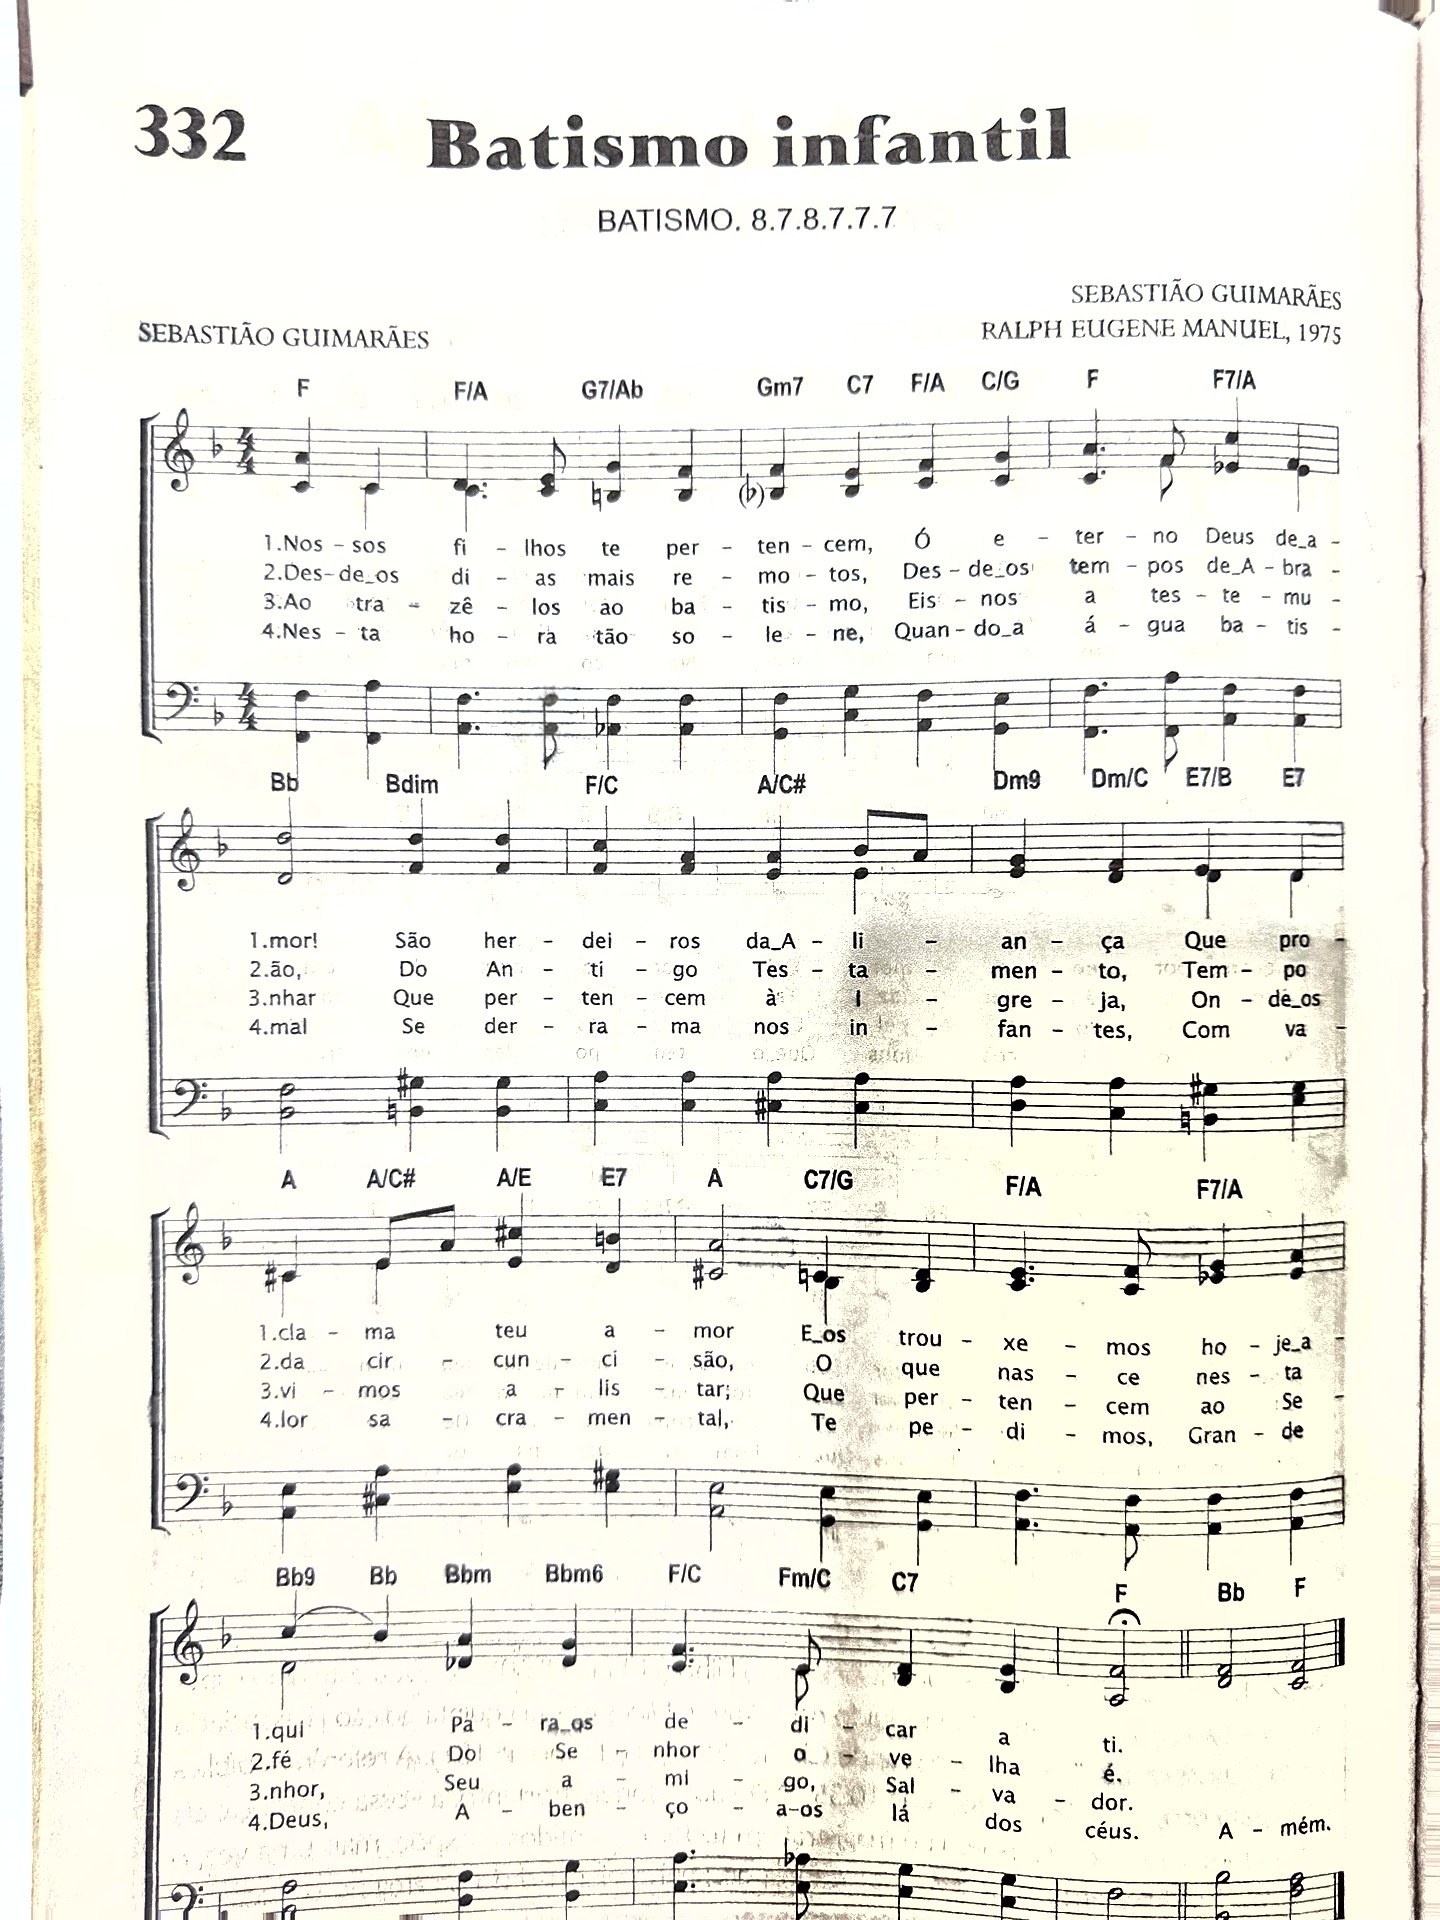 332 Batismo infantil
BATISMO. 8.7.8.7.7.7
SEBASTIÃO GUIMARÃES
SEBASTIÃO GUIMARÃES
RALPH EUGENE MANUEL, 1975
F F/A G7/Ab Gm7 C7 F/A C/G F F7/A
1.Nos - sos fi - lhos te per - ten - cem, Ó e - ter - no Deus de_a -
2.Des-de_os di - as mais re - mo - tos, Des - de_os tem - pos de_A - bra -
3.Ao tra - zê - los ao ba - tis - mo, Eis - nos a tes - te - mu -
4.Nes - ta ho - ra tão so - le - ne, Quan - do_a á - gua ba - tis -
Bb Bdim F/C A/C# Dm9 Dm/C E7/B E7
1.mor! São her - dei - ros da_A - li - an - ça Que pro -
2.ão, Do An - ti - go Tes - ta - men - to, Tem - po
3.nhar Que per - ten - cem à I - gre - ja, On - de_os
4.mal Se der - ra - ma nos in - fan - tes, Com va -
A A/C# A/E E7 A C7/G F/A F7/A
1.cla - ma teu a - mor E_os trou - xe - mos ho - je_a -
2.da cir - cun - ci - são, O que nas - ce nes - ta
3.vi - mos a - lis - tar; Que per - ten - cem ao Se -
4.lor sa - cra - men - tal, Te pe - di - mos, Gran - de
Bb9 Bb Bbm Bbm6 F/C Fm/C C7 F Bb F
1.qui Pa - ra_os de - di - car a ti.
2.fé Do Se - nhor o - ve - lha é.
3.nhor, Seu a - mi - go, Sal - va - dor.
4.Deus, A - ben - ço - a-os lá dos céus. A - mém.